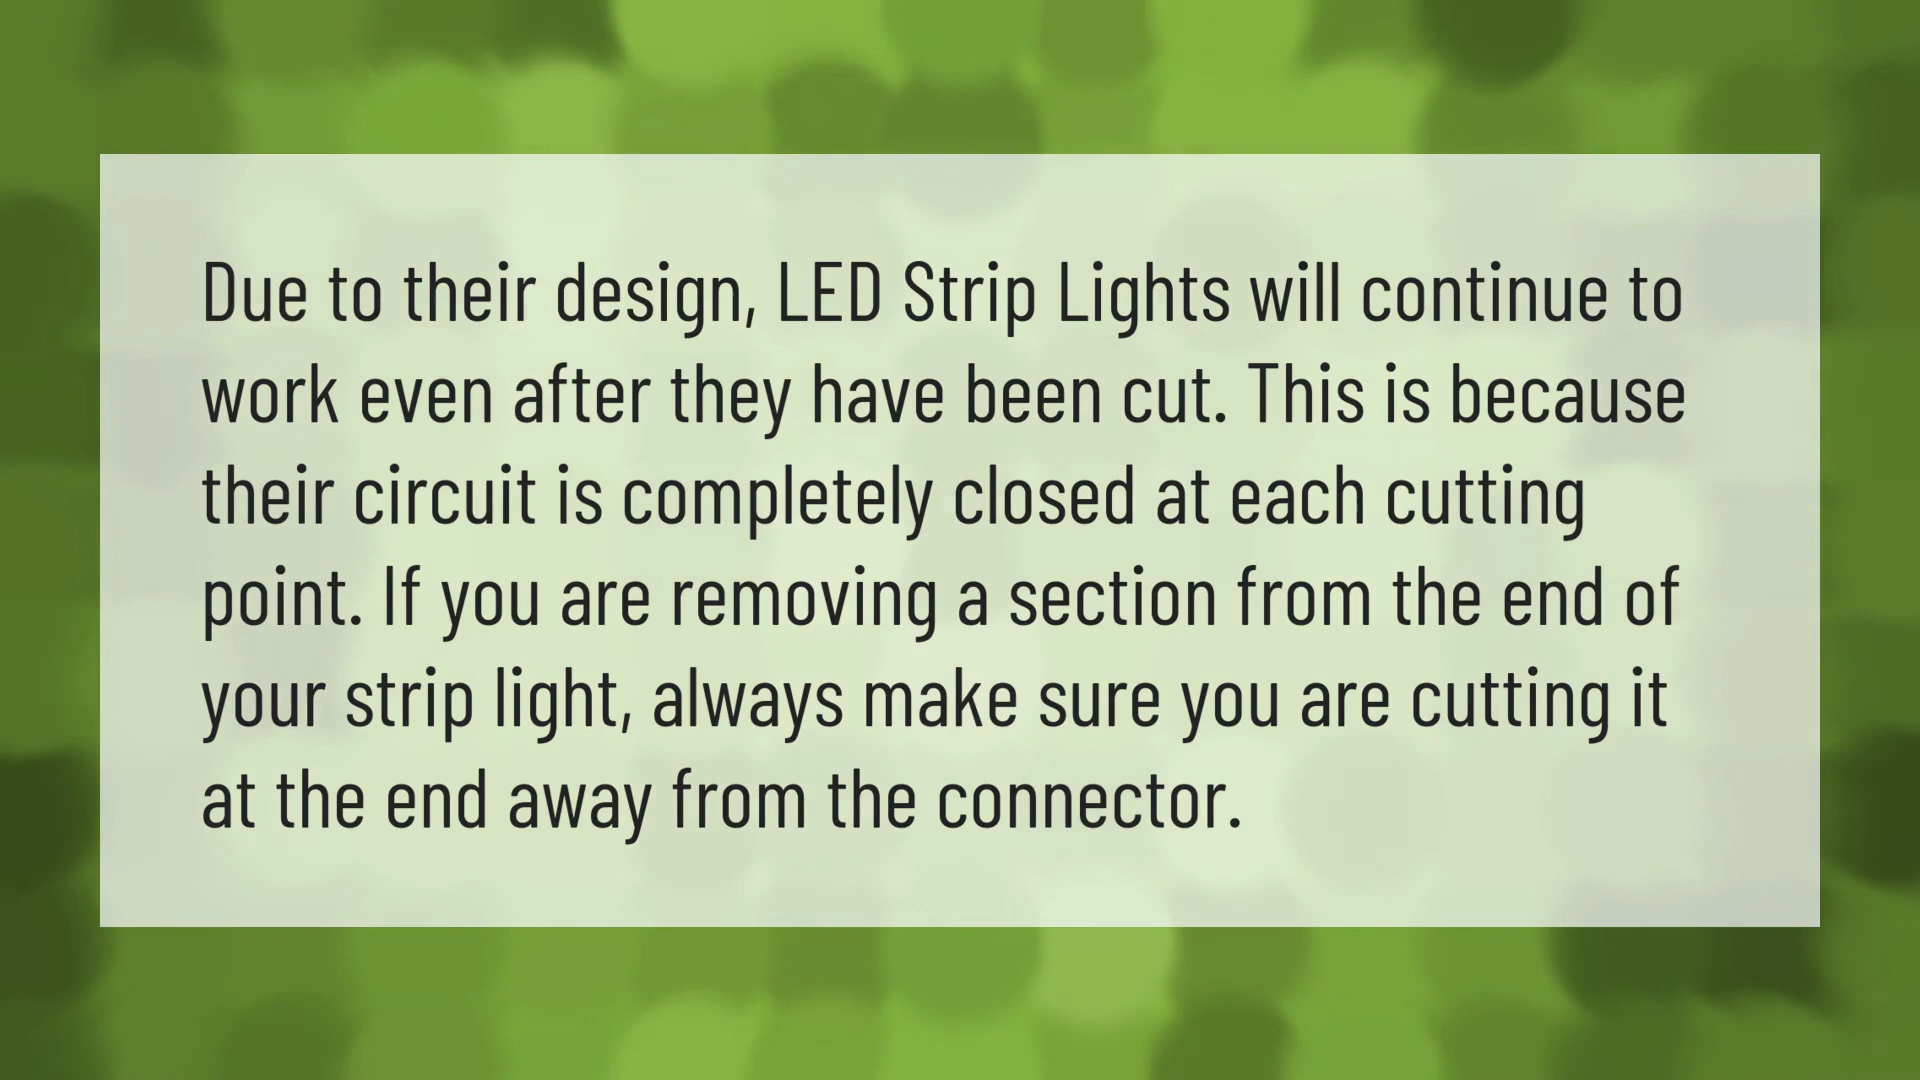 Due to their design, LED Strip Lights will continue to
work even after they have been cut. This is because
their circuit is completely closed at each cutting
point. If you are removing a section from the end of
your strip light, always make sure you are cutting it
at the end away from the connector.